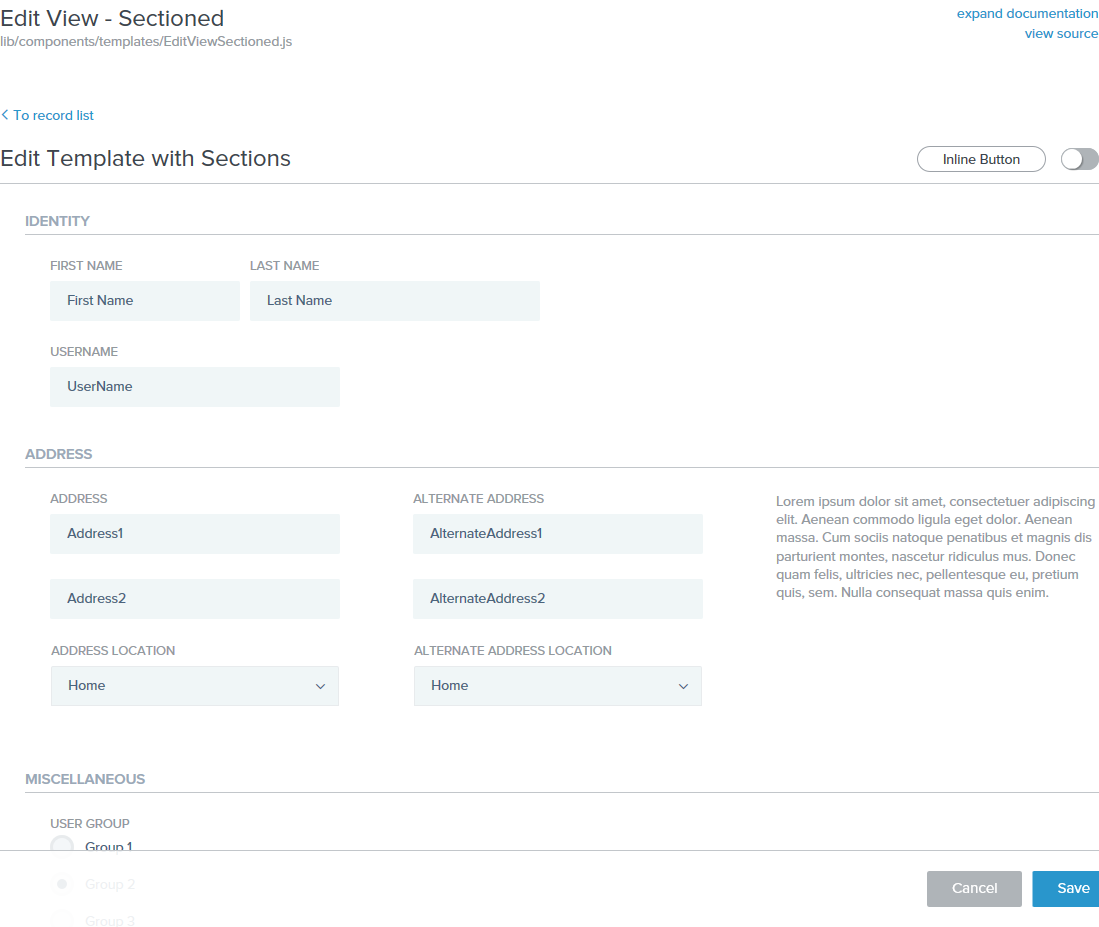 Edit View - Sectioned
expand documentation
lib/components/templates/EditViewSectioned.js
view source
To record list
Edit Template with Sections
Inline Button
IDENTITY
FIRST NAME
LAST NAME
First Name
Last Name
USERNAME
UserName
ADDRESS
ADDRESS
ALTERNATE ADDRESS
Address1
AlternateAddress1
Address2
AlternateAddress2
Lorem ipsum dolor sit amet, consectetuer adipiscing
elit. Aenean commodo ligula eget dolor. Aenean
massa. Cum sociis natoque penatibus et magnis dis
parturient montes, nascetur ridiculus mus. Donec
quam felis, ultricies nec, pellentesque eu, pretium
quis, sem. Nulla consequat massa quis enim.
ADDRESS LOCATION
ALTERNATE ADDRESS LOCATION
Home
Home
MISCELLANEOUS
USER GROUP
Group 1
Group 2
Group 3
Cancel
Save